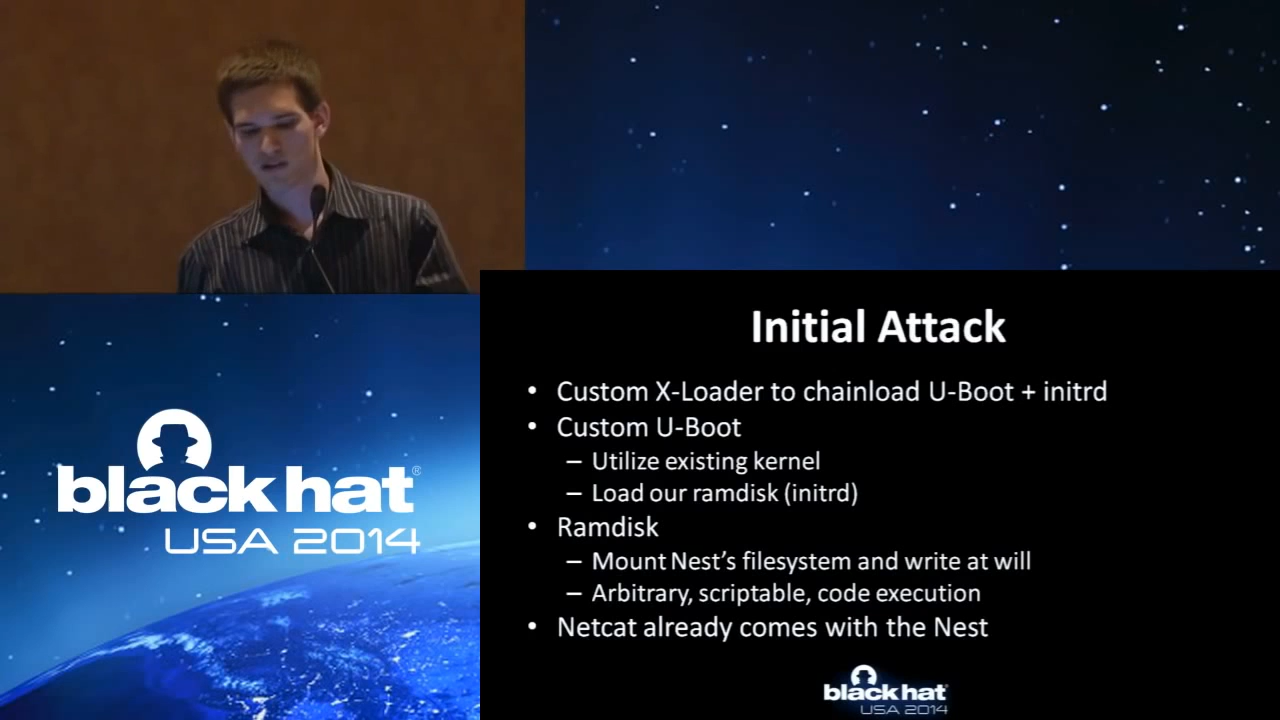 Initial Attack
• Custom X-Loader to chainload U-Boot + initrd
• Custom U-Boot
– Utilize existing kernel
– Load our ramdisk (initrd)
• Ramdisk
– Mount Nest's filesystem and write at will
– Arbitrary, scriptable, code execution
• Netcat already comes with the Nest
black hat®
USA 2014
black hat
USA 2014